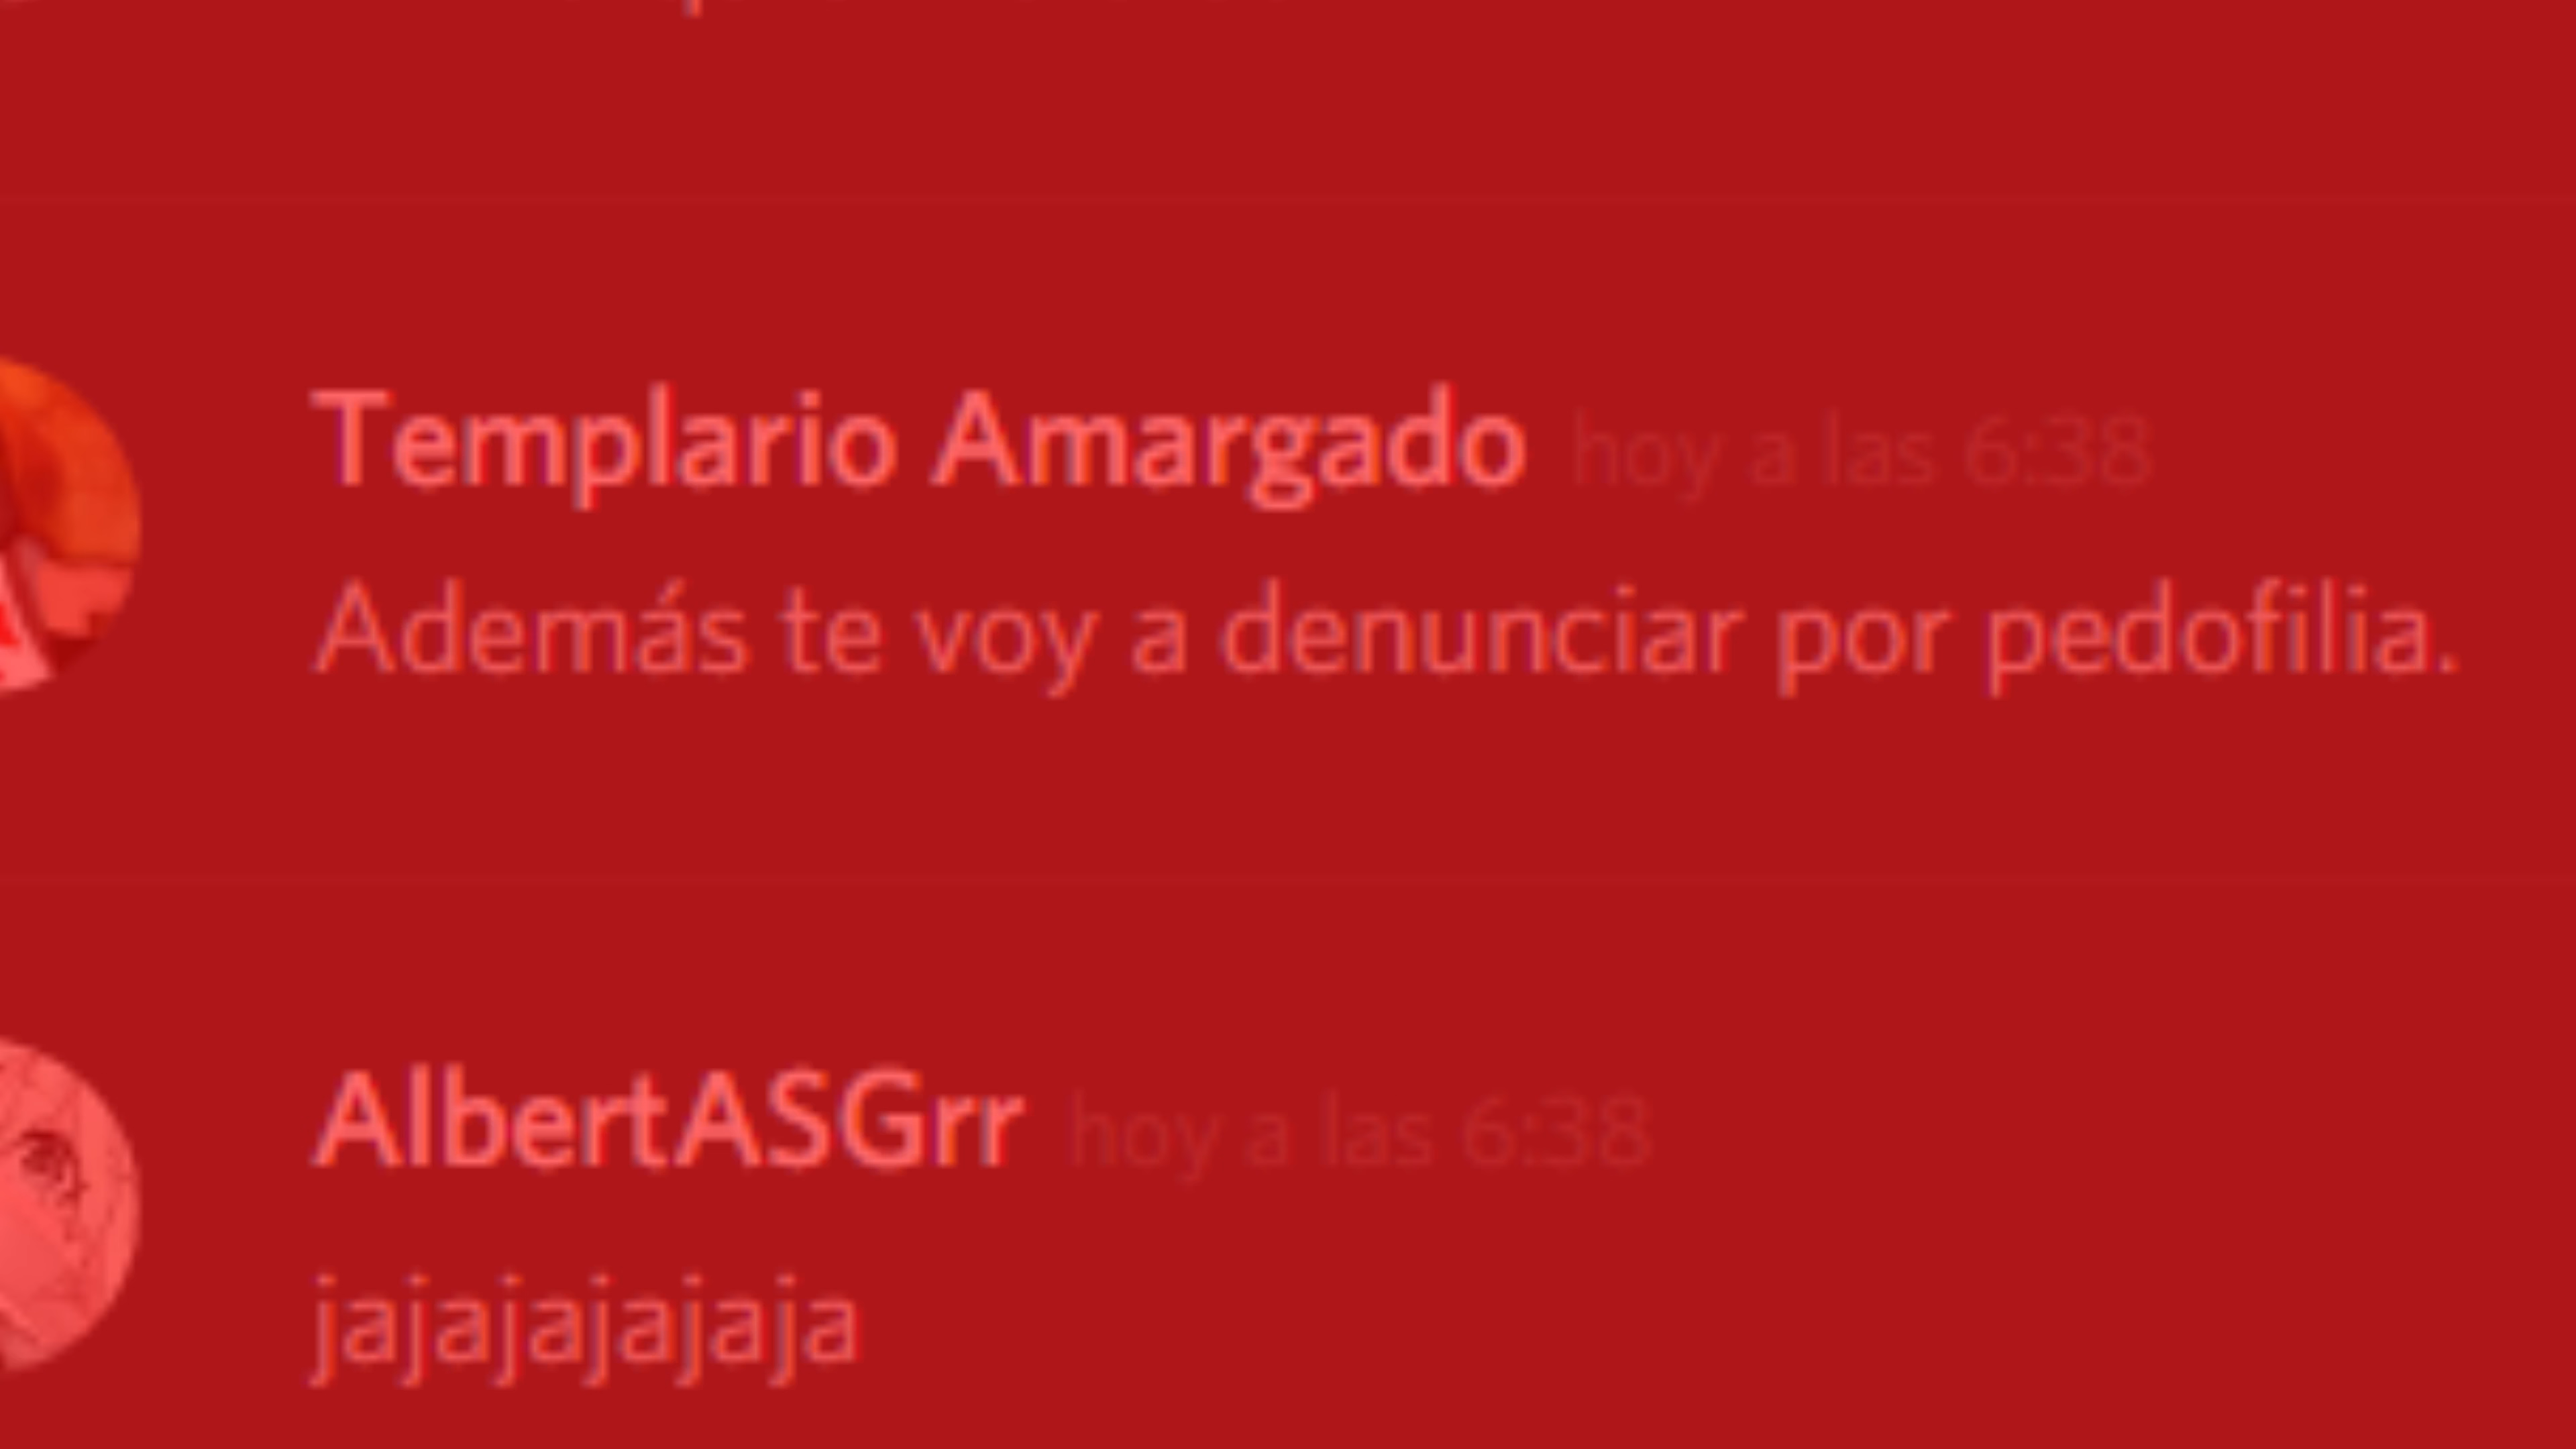 Templario Amargado hoy a las 6:38
Además te voy a denunciar por pedofilia.
AlbertASGrr hoy a las 6:38
jajajajajaja